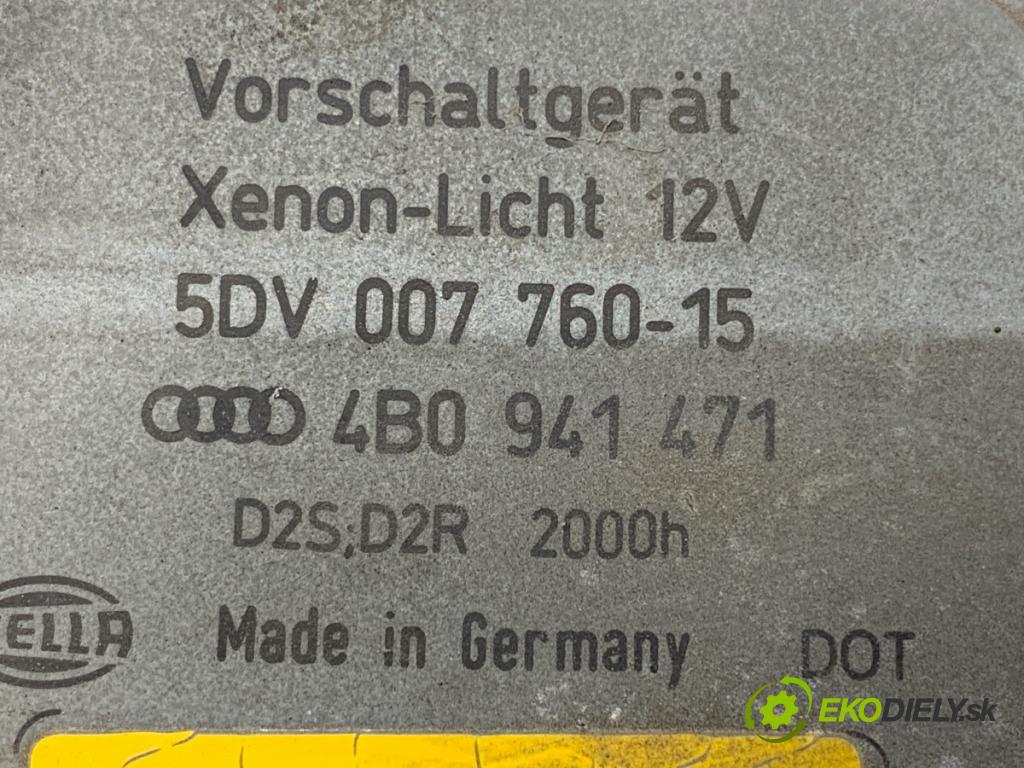 Vorschaltgerät
Xenon-Licht 12V
5DV 007 760-15
4B0 941 471
D2S;D2R 2000h
ELLA Made in Germany DOT
EKODIELY.sk